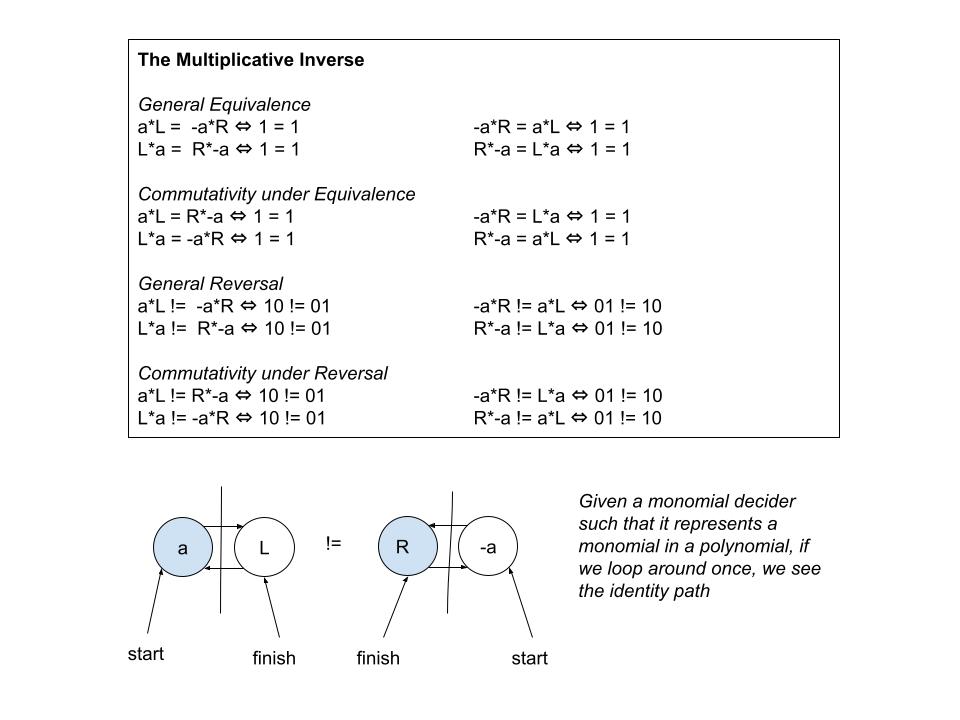 The Multiplicative Inverse
General Equivalence
a*L = -a*R ⇔ 1 = 1 -a*R = a*L ⇔ 1 = 1
L*a = R*-a ⇔ 1 = 1 R*-a = L*a ⇔ 1 = 1
Commutativity under Equivalence
a*L = R*-a ⇔ 1 = 1 -a*R = L*a ⇔ 1 = 1
L*a = -a*R ⇔ 1 = 1 R*-a = a*L ⇔ 1 = 1
General Reversal
a*L != -a*R ⇔ 10 != 01 -a*R != a*L ⇔ 01 != 10
L*a != R*-a ⇔ 10 != 01 R*-a != L*a ⇔ 01 != 10
Commutativity under Reversal
a*L != R*-a ⇔ 10 != 01 -a*R != L*a ⇔ 01 != 10
L*a != -a*R ⇔ 10 != 01 R*-a != a*L ⇔ 01 != 10
a L != R -a
start finish finish start
Given a monomial decider
such that it represents a
monomial in a polynomial, if
we loop around once, we see
the identity path